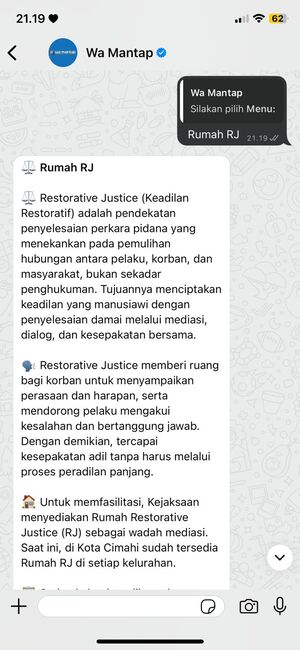 21.19
62
WA MANTAP
Wa Mantap
Wa Mantap
Silakan pilih Menu:
Rumah RJ
21.19
Rumah RJ
Restorative Justice (Keadilan
Restoratif) adalah pendekatan
penyelesaian perkara pidana yang
menekankan pada pemulihan
hubungan antara pelaku, korban, dan
masyarakat, bukan sekadar
penghukuman. Tujuannya menciptakan
keadilan yang manusiawi dengan
penyelesaian damai melalui mediasi,
dialog, dan kesepakatan bersama.
Restorative Justice memberi ruang
bagi korban untuk menyampaikan
perasaan dan harapan, serta
mendorong pelaku mengakui
kesalahan dan bertanggung jawab.
Dengan demikian, tercapai
kesepakatan adil tanpa harus melalui
proses peradilan panjang.
Untuk memfasilitasi, Kejaksaan
menyediakan Rumah Restorative
Justice (RJ) sebagai wadah mediasi.
Saat ini, di Kota Cimahi sudah tersedia
Rumah RJ di setiap kelurahan.